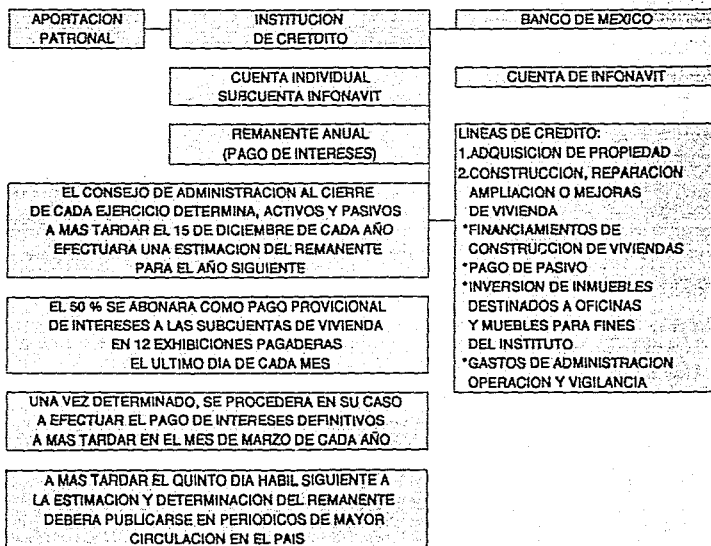 APORTACION
PATRONAL
INSTITUCION
DE CRETDITO
BANCO DE MEXICO
CUENTA INDIVIDUAL
SUBCUENTA INFONAVIT
CUENTA DE INFONAVIT
REMANENTE ANUAL
(PAGO DE INTERESES)
EL CONSEJO DE ADMINISTRACION AL CIERRE
DE CADA EJERCICIO DETERMINA, ACTIVOS Y PASIVOS
A MAS TARDAR EL 15 DE DICIEMBRE DE CADA AÑO
EFECTUARA UNA ESTIMACION DEL REMANENTE
PARA EL AÑO SIGUIENTE
LINEAS DE CREDITO:
1.ADQUISICION DE PROPIEDAD
2.CONSTRUCCION, REPARACION
AMPLIACION O MEJORAS
DE VIVIENDA
*FINANCIAMIENTOS DE
CONSTRUCCION DE VIVIENDAS
*PAGO DE PASIVO
*INVERSION DE INMUEBLES
DESTINADOS A OFICINAS
Y MUEBLES PARA FINES
DEL INSTITUTO
*GASTOS DE ADMINISTRACION
OPERACION Y VIGILANCIA
EL 50 % SE ABONARA COMO PAGO PROVICIONAL
DE INTERESES A LAS SUBCUENTAS DE VIVIENDA
EN 12 EXHIBICIONES PAGADERAS
EL ULTIMO DIA DE CADA MES
UNA VEZ DETERMINADO, SE PROCEDERA EN SU CASO
A EFECTUAR EL PAGO DE INTERESES DEFINITIVOS
A MAS TARDAR EN EL MES DE MARZO DE CADA AÑO
A MAS TARDAR EL QUINTO DIA HABIL SIGUIENTE A
LA ESTIMACION Y DETERMINACION DEL REMANENTE
DEBERA PUBLICARSE EN PERIODICOS DE MAYOR
CIRCULACION EN EL PAIS